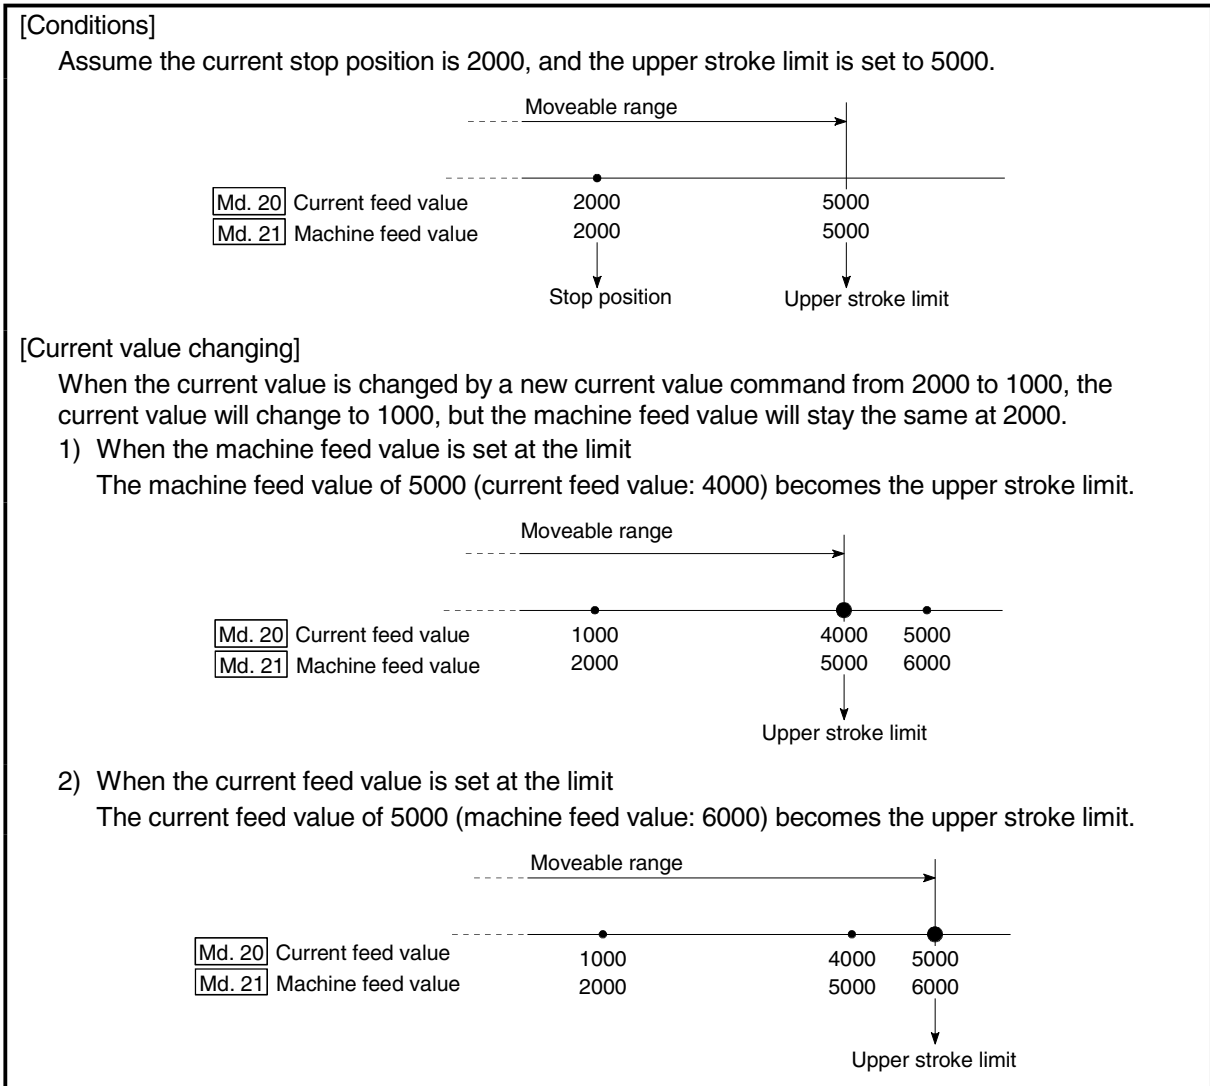 [Conditions]
Assume the current stop position is 2000, and the upper stroke limit is set to 5000.
Moveable range
Md. 20 Current feed value 2000 5000
Md. 21 Machine feed value 2000 5000
Stop position Upper stroke limit
[Current value changing]
When the current value is changed by a new current value command from 2000 to 1000, the
current value will change to 1000, but the machine feed value will stay the same at 2000.
1) When the machine feed value is set at the limit
The machine feed value of 5000 (current feed value: 4000) becomes the upper stroke limit.
Moveable range
Md. 20 Current feed value 1000 4000 5000
Md. 21 Machine feed value 2000 5000 6000
Upper stroke limit
2) When the current feed value is set at the limit
The current feed value of 5000 (machine feed value: 6000) becomes the upper stroke limit.
Moveable range
Md. 20 Current feed value 1000 4000 5000
Md. 21 Machine feed value 2000 5000 6000
Upper stroke limit